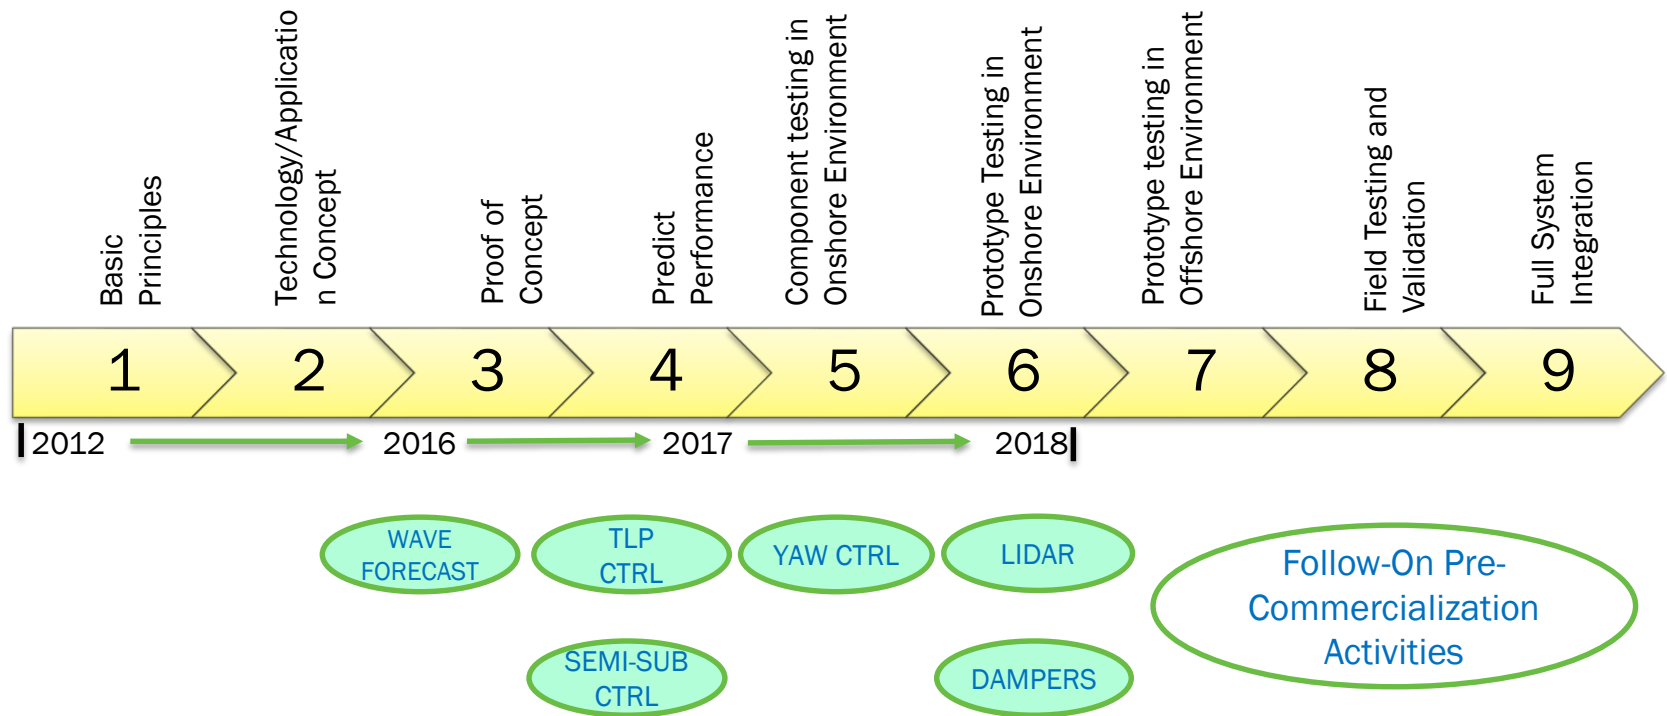 Basic
Principles
Technology/Applicatio
n Concept
Proof of
Concept
Predict
Performance
Component testing in
Onshore Environment
Prototype Testing in
Onshore Environment
Prototype testing in
Offshore Environment
Field Testing and
Validation
Full System
Integration
1 2 3 4 5 6 7 8 9
2012 2016 2017 2018
WAVE
FORECAST
TLP
CTRL
YAW CTRL
LIDAR
SEMI-SUB
CTRL
DAMPERS
Follow-On Pre-
Commercialization
Activities